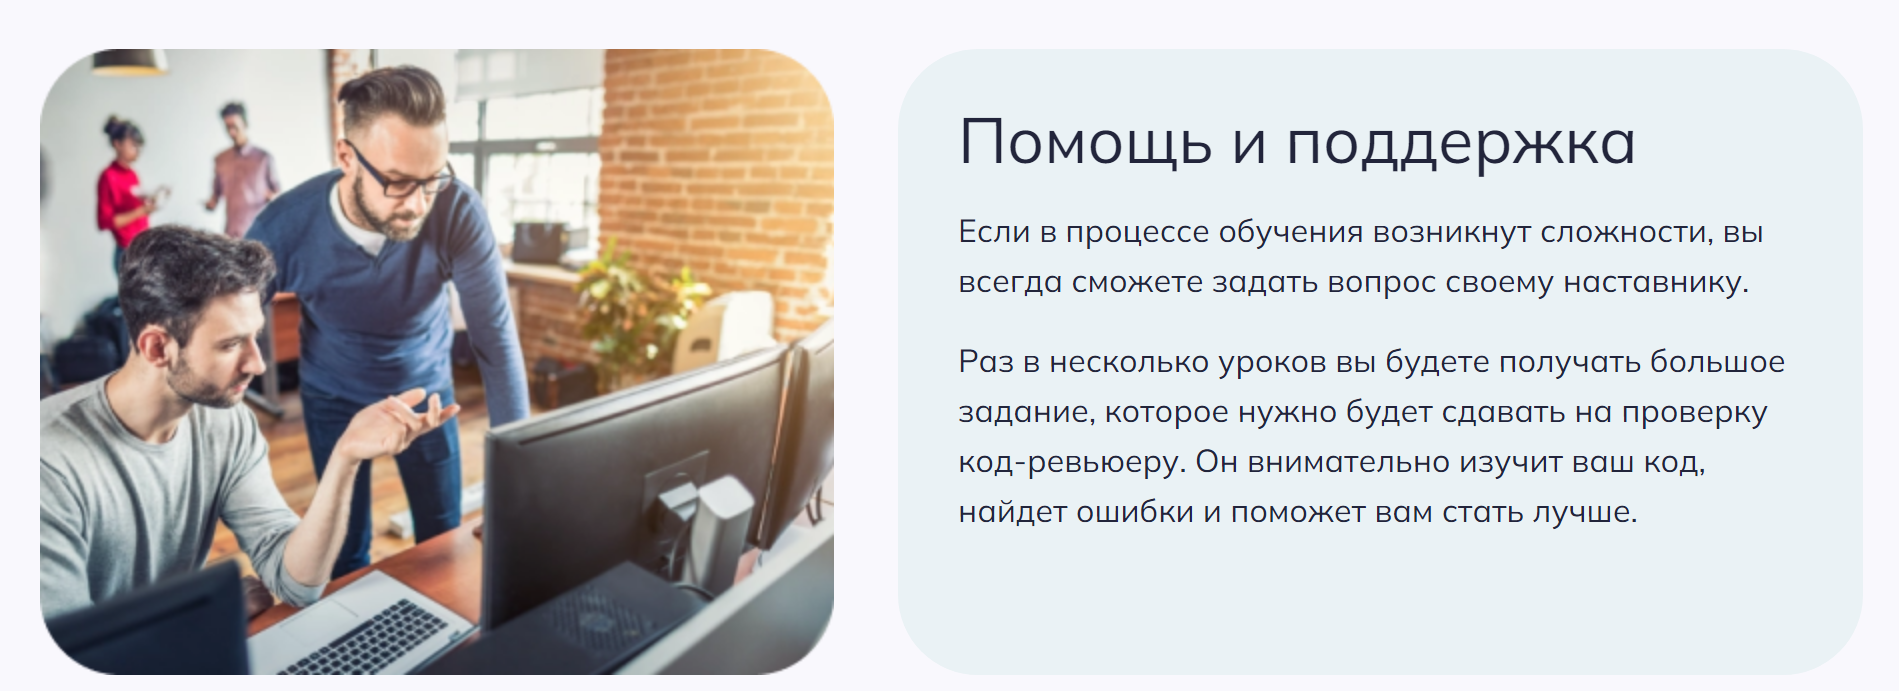 Помощь и поддержка
Если в процессе обучения возникнут сложности, вы
всегда сможете задать вопрос своему наставнику.
Раз в несколько уроков вы будете получать большое
задание, которое нужно будет сдавать на проверку
код-ревьюеру. Он внимательно изучит ваш код,
найдет ошибки и поможет вам стать лучше.